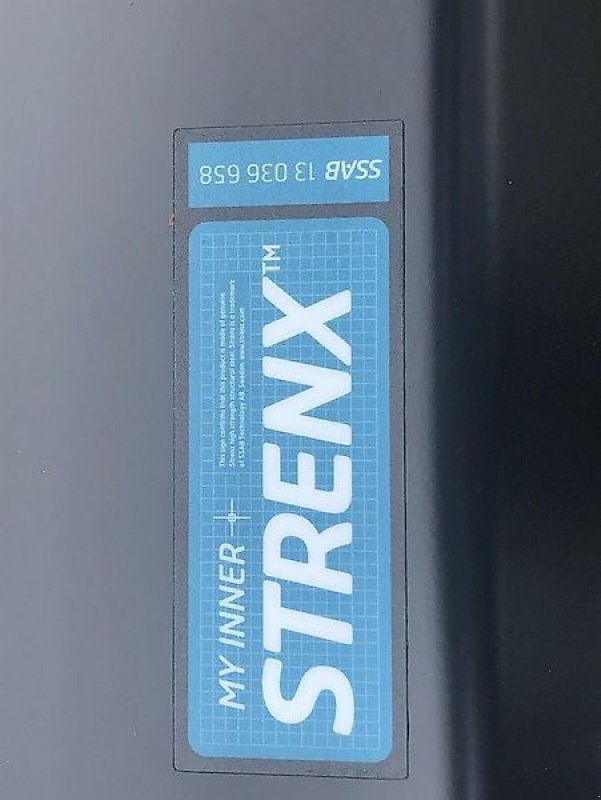 SSAB 13 036 658
MY INNER
STRENX™
This sign confirms that this product is made of genuine
Strenx high strength structural steel. Strenx is a trademark
of SSAB Technology AB, Sweden. www.strenx.com